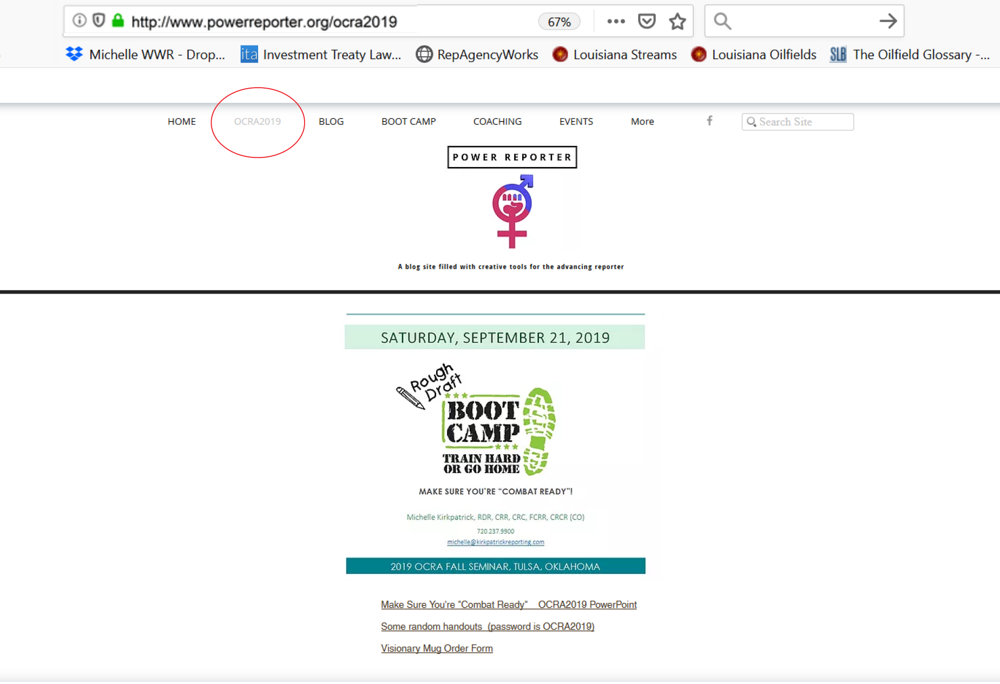 http://www.powerreporter.org/ocra2019 67%
Michelle WWR - Drop... ita Investment Treaty Law... RepAgencyWorks Louisiana Streams Louisiana Oilfields SLB The Oilfield Glossary -...
HOME OCRA2019 BLOG BOOT CAMP COACHING EVENTS More f Search Site
POWER REPORTER
A blog site filled with creative tools for the advancing reporter
SATURDAY, SEPTEMBER 21, 2019
Rough
Draft
BOOT
CAMP
TRAIN HARD
OR GO HOME
MAKE SURE YOU'RE “COMBAT READY”!
Michelle Kirkpatrick, RDR, CRR, CRC, FCRR, CRCR (CO)
720.237.9900
michelle@kirkpatrickreporting.com
2019 OCRA FALL SEMINAR, TULSA, OKLAHOMA
Make Sure You're "Combat Ready" OCRA2019 PowerPoint
Some random handouts (password is OCRA2019)
Visionary Mug Order Form